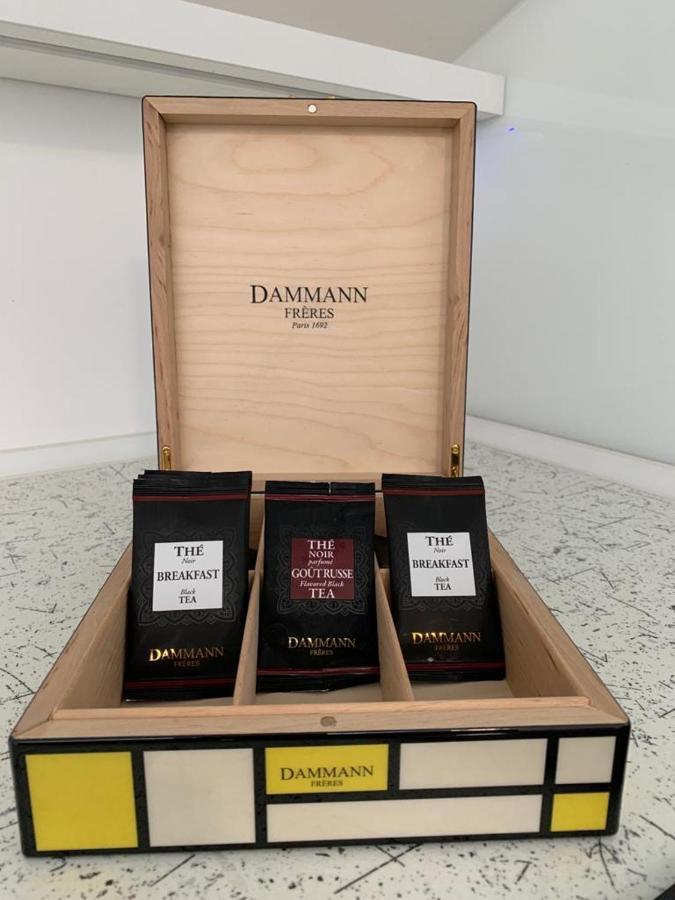 DAMMANN
FRÈRES
Paris 1692
THÉ
Noir
BREAKFAST
Black
TEA
DAMMANN
FRÈRES
THÉ
NOIR
parfumé
GOÛT RUSSE
Flavored Black
TEA
DAMMANN
FRÈRES
THÉ
Noir
BREAKFAST
Black
TEA
DAMMANN
FRÈRES
DAMMANN
FRÈRES